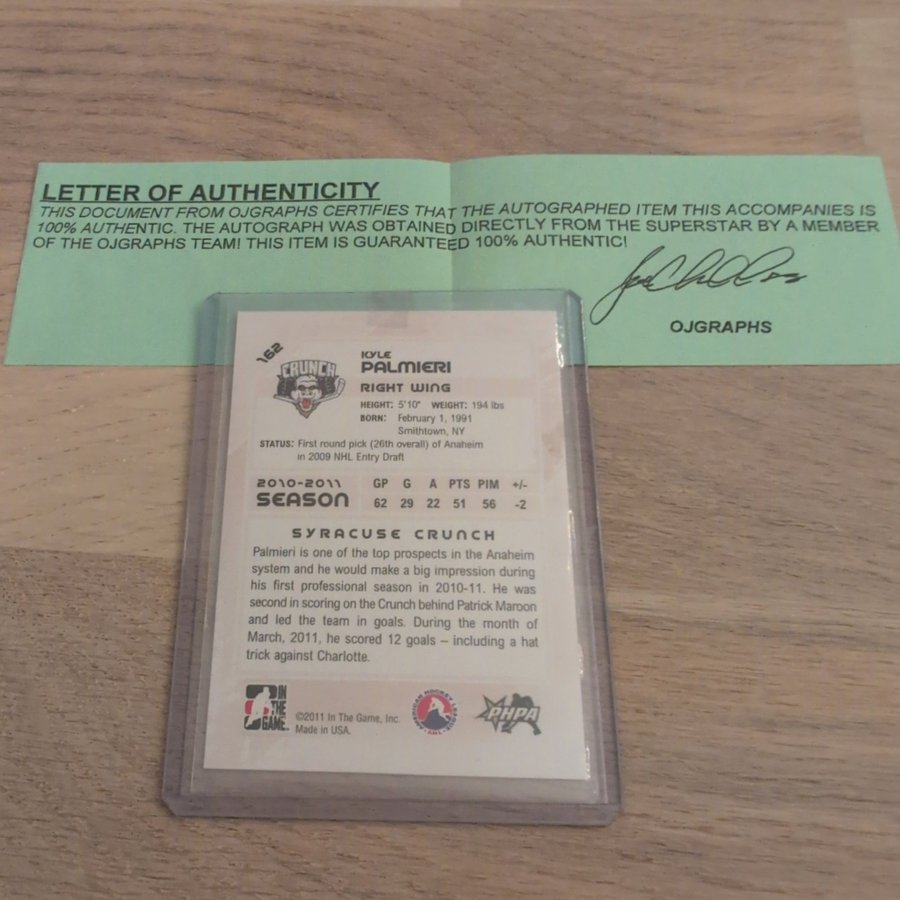 LETTER OF AUTHENTICITY
THIS DOCUMENT FROM OJGRAPHS CERTIFIES THAT THE AUTOGRAPHED ITEM THIS ACCOMPANIES IS
100% AUTHENTIC. THE AUTOGRAPH WAS OBTAINED DIRECTLY FROM THE SUPERSTAR BY A MEMBER
OF THE OJGRAPHS TEAM! THIS ITEM IS GUARANTEED 100% AUTHENTIC!
OJGRAPHS
162
CRUNCH
KYLE
PALMIERI
RIGHT WING
HEIGHT: 5'10" WEIGHT: 194 lbs
BORN: February 1, 1991
Smithtown, NY
STATUS: First round pick (26th overall) of Anaheim
in 2009 NHL Entry Draft
2010-2011 GP G A PTS PIM +/-
SEASON 62 29 22 51 56 -2
SYRACUSE CRUNCH
Palmieri is one of the top prospects in the Anaheim
system and he would make a big impression during
his first professional season in 2010-11. He was
second in scoring on the Crunch behind Patrick Maroon
and led the team in goals. During the month of
March, 2011, he scored 12 goals – including a hat
trick against Charlotte.
IN
THE
GAME
©2011 In The Game, Inc.
Made in USA.
AMERICAN HOCKEY LEAGUE
AHL
PHPA